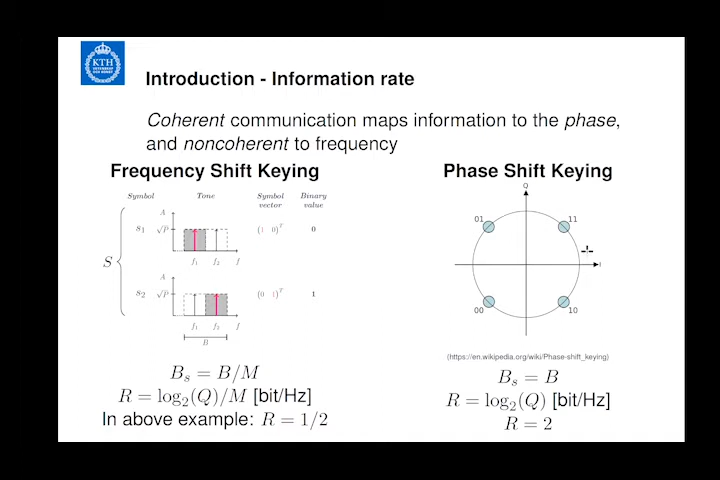 KTH
Introduction - Information rate
Coherent communication maps information to the phase,
and noncoherent to frequency
Frequency Shift Keying
Symbol Tone Symbol vector Binary value
S
s₁ A √P f₁ f₂ f (1 0)ᵀ 0
s₂ A √P f₁ f₂ f (0 1)ᵀ 1
B
Bₛ = B/M
R = log₂(Q)/M [bit/Hz]
In above example: R = 1/2
Phase Shift Keying
Q
01 11
I
00 10
(https://en.wikipedia.org/wiki/Phase-shift_keying)
Bₛ = B
R = log₂(Q) [bit/Hz]
R = 2